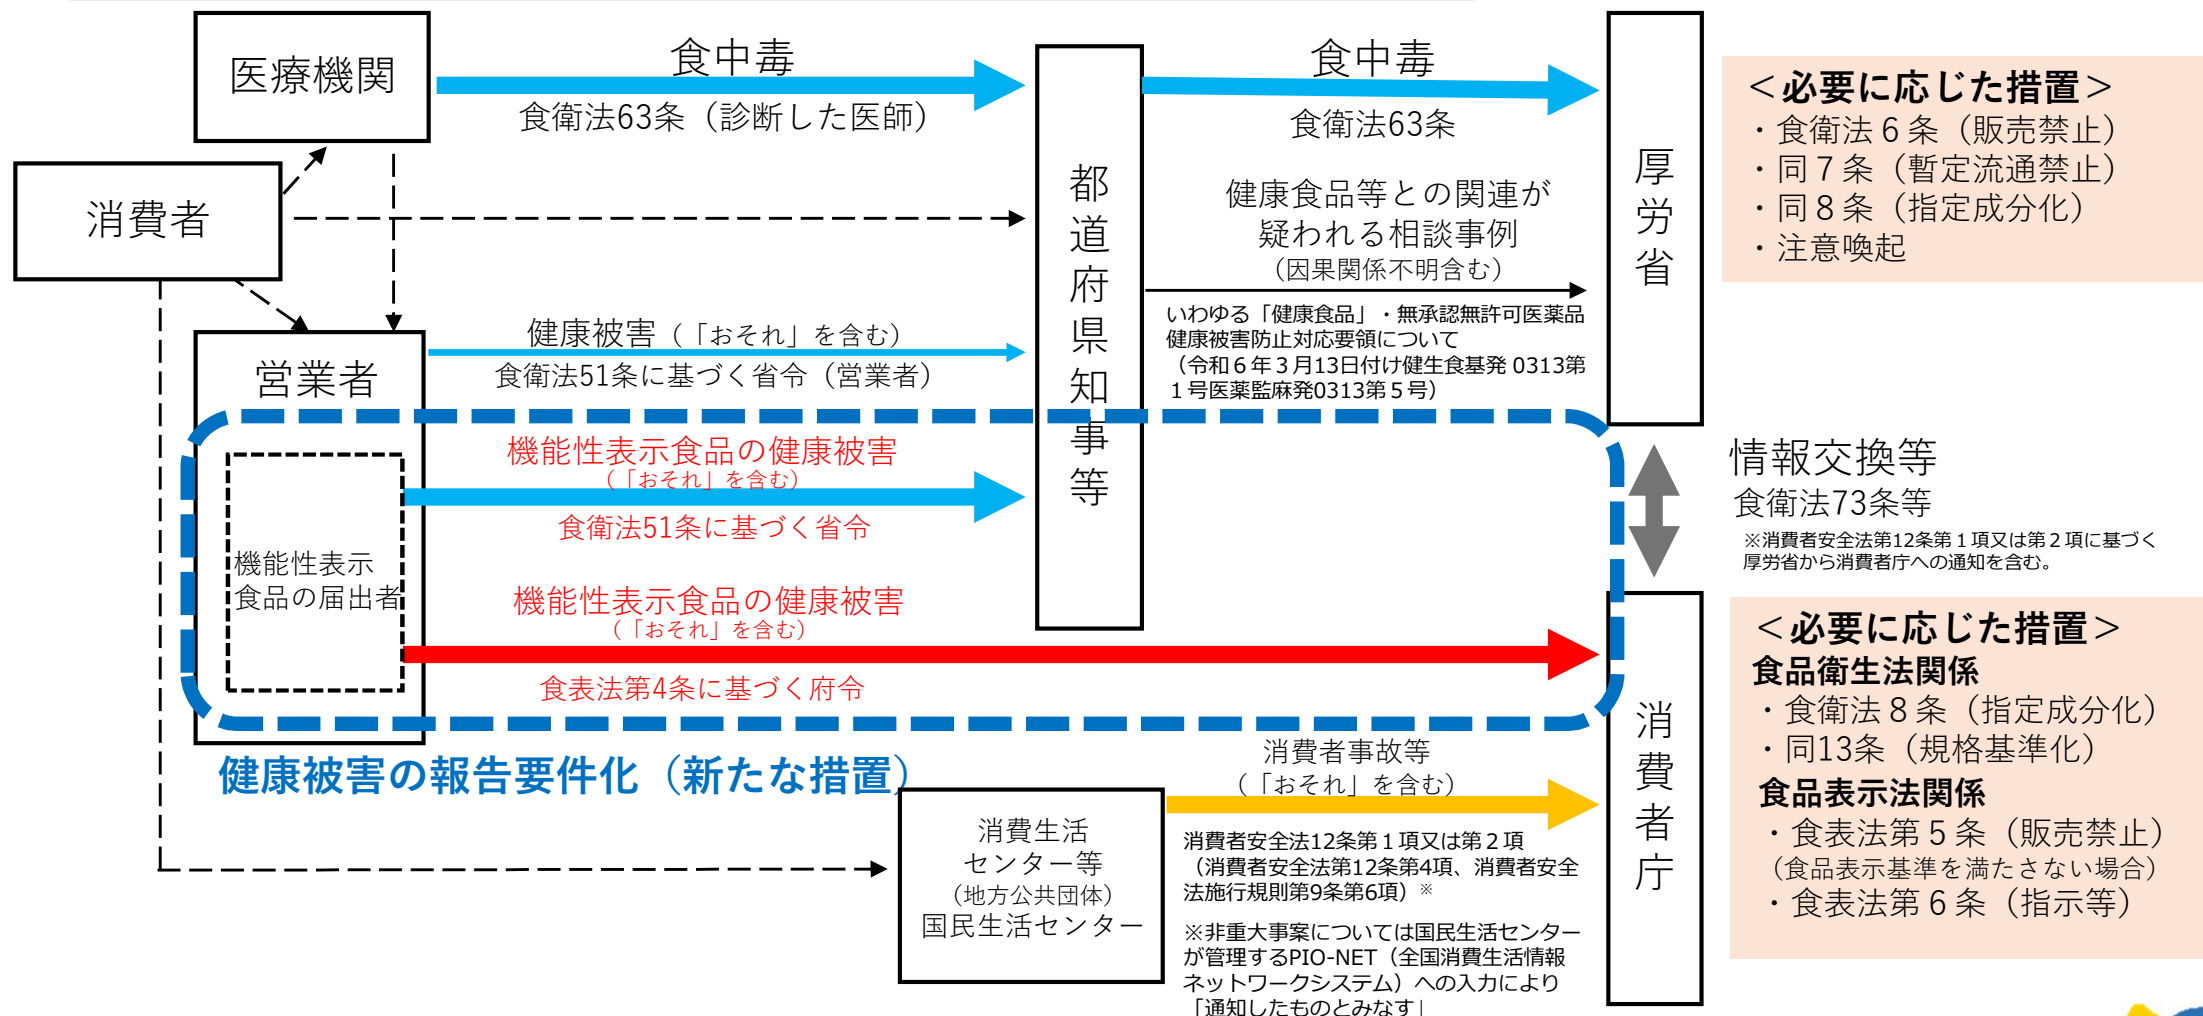 医療機関
食中毒
食衛法63条（診断した医師）
食中毒
食衛法63条
消費者
都道府県知事等
厚労省
健康食品等との関連が
疑われる相談事例
（因果関係不明含む）
いわゆる「健康食品」・無承認無許可医薬品
健康被害防止対応要領について
（令和６年３月13日付け健生食基発 0313第
１号医薬監麻発0313第５号）
＜必要に応じた措置＞
・食衛法６条（販売禁止）
・同７条（暫定流通禁止）
・同８条（指定成分化）
・注意喚起
営業者
健康被害（「おそれ」を含む）
食衛法51条に基づく省令（営業者）
機能性表示食品の健康被害
（「おそれ」を含む）
食衛法51条に基づく省令
機能性表示
食品の届出者
機能性表示食品の健康被害
（「おそれ」を含む）
食表法第4条に基づく府令
健康被害の報告要件化（新たな措置）
情報交換等
食衛法73条等
※消費者安全法第12条第１項又は第２項に基づく
厚労省から消費者庁への通知を含む。
消費生活
センター等
（地方公共団体）
国民生活センター
消費者事故等
（「おそれ」を含む）
消費者安全法12条第１項又は第２項
（消費者安全法第12条第4項、消費者安全
法施行規則第9条第6項）※
※非重大事案については国民生活センター
が管理するPIO-NET（全国消費生活情報
ネットワークシステム）への入力により
「通知したものとみなす」
消費者庁
＜必要に応じた措置＞
食品衛生法関係
・食衛法８条（指定成分化）
・同13条（規格基準化）
食品表示法関係
・食表法第５条（販売禁止）
（食品表示基準を満たさない場合）
・食表法第６条（指示等）